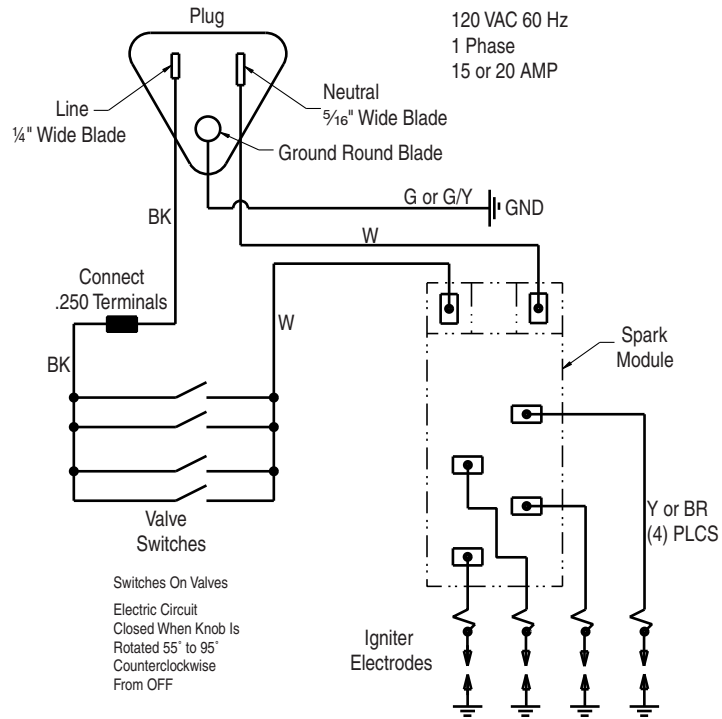 Plug
120 VAC 60 Hz
1 Phase
15 or 20 AMP
Line
¼" Wide Blade
Neutral
5⁄16" Wide Blade
Ground Round Blade
G or G/Y
GND
BK
W
Connect
.250 Terminals
W
BK
Spark
Module
Valve
Switches
Y or BR
(4) PLCS
Switches On Valves
Electric Circuit
Closed When Knob Is
Rotated 55˚ to 95˚
Counterclockwise
From OFF
Igniter
Electrodes